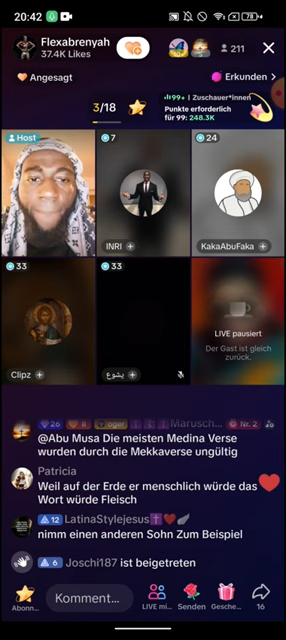 20:42
78
Flexabrenyah
37.4K Likes
211
Angesagt
Erkunden >
3/18
99+ | Zuschauer*innen
Punkte erforderlich
für 99: 248.3K
Host
7
24
INRI +
KakaAbuFaka +
33
33
Clipz +
يشوع +
LIVE pausiert
Der Gast ist gleich
zurück.
26
Marusch...
Nr. 2
@Abu Musa Die meisten Medina Verse
wurden durch die Mekkaverse ungültig
Patricia
Weil auf der Erde er menschlich würde das
Wort würde Fleisch
12 LatinaStylejesus
nimm einen anderen Sohn Zum Beispiel
6 Joschi187 ist beigetreten
Kommentar...
Abonn...
LIVE mi...
Senden
Gesche...
16